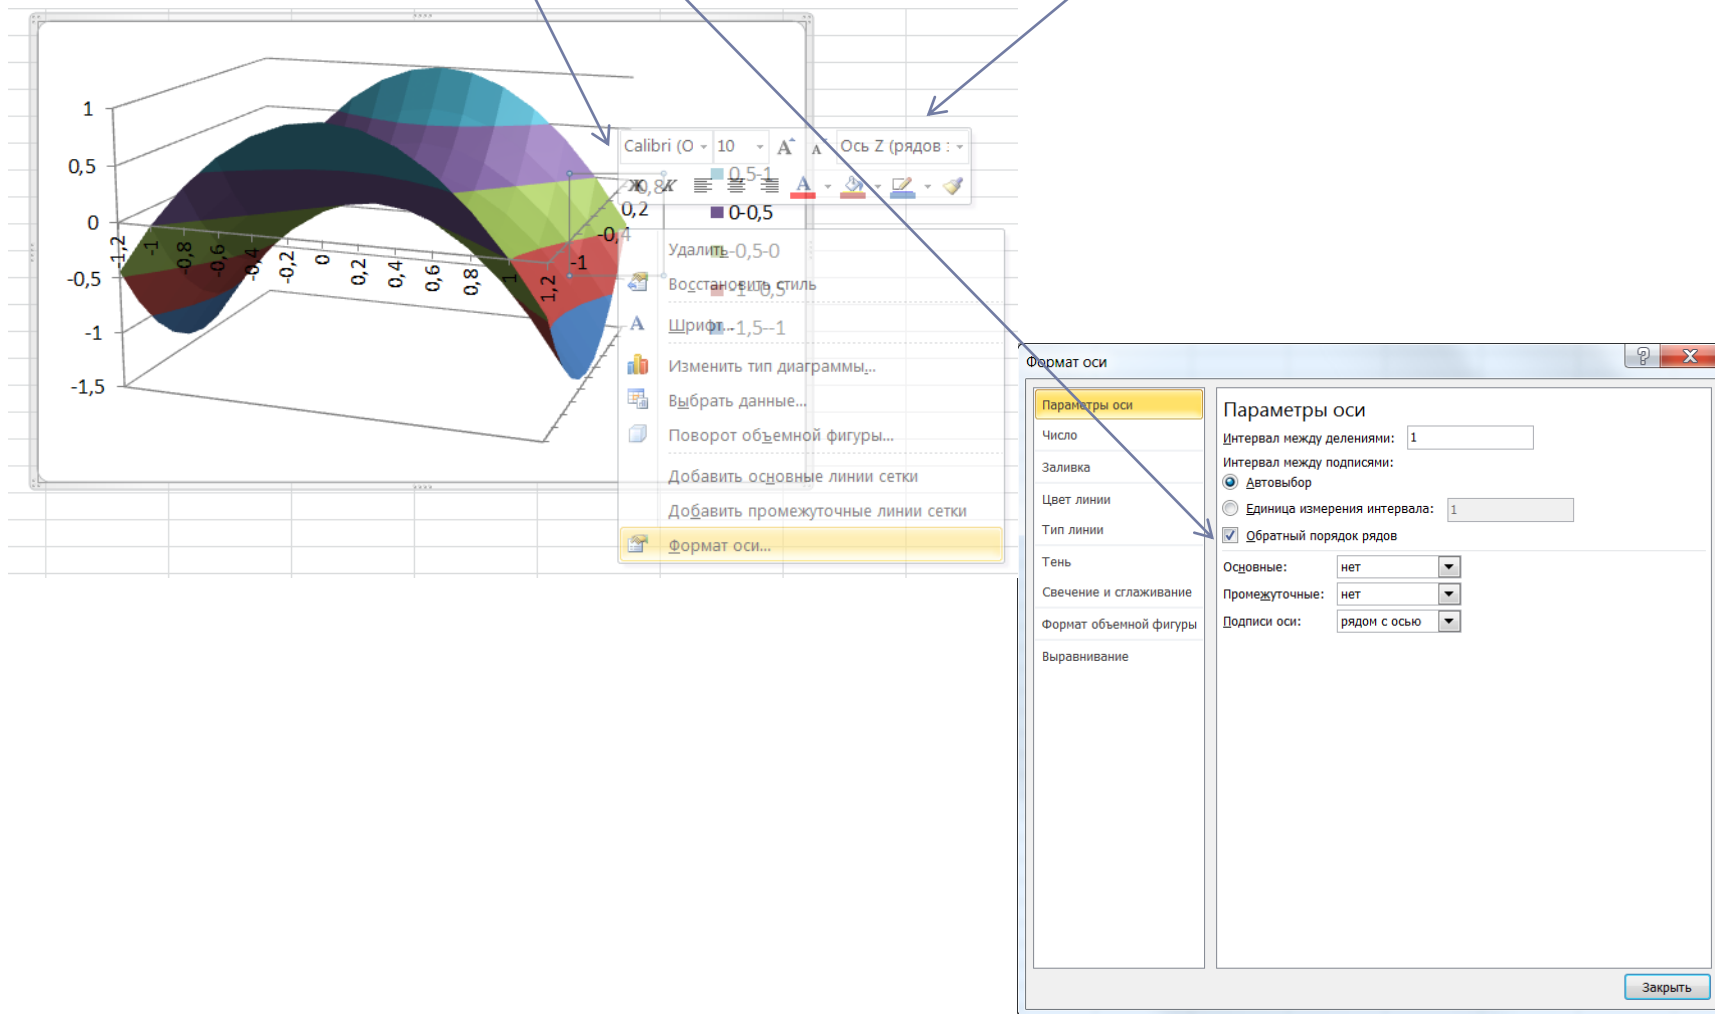 1
0,5
0
-0,5
-1
-1,5
-1,2
-1
-0,8
-0,6
-0,4
-0,2
0
0,2
0,4
0,6
0,8
1
1,2
-1
-0,4
0,2
0,8
Calibri (О
10
A
A
Ось Z (рядов :
Ж К
A
0,5-1
0-0,5
-0,5-0
-1--0,5
-1,5--1
Удалить
Восстановить стиль
A Шрифт...
Изменить тип диаграммы...
Выбрать данные...
Поворот объемной фигуры...
Добавить основные линии сетки
Добавить промежуточные линии сетки
Формат оси...
Формат оси
?
X
Параметры оси
Число
Заливка
Цвет линии
Тип линии
Тень
Свечение и сглаживание
Формат объемной фигуры
Выравнивание
Параметры оси
Интервал между делениями: 1
Интервал между подписями:
Автовыбор
Единица измерения интервала: 1
Обратный порядок рядов
Основные: нет
Промежуточные: нет
Подписи оси: рядом с осью
Закрыть